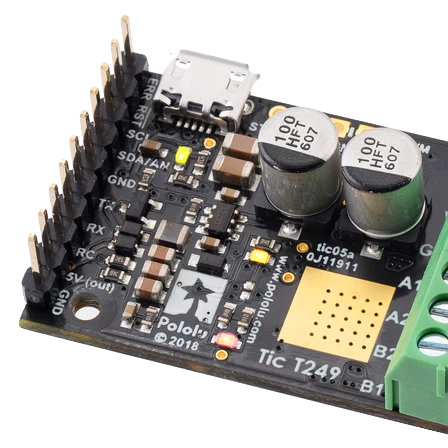 ERR
RST
SCL
SDA/AN
GND
TX
RX
RC
5V (out)
GND
100
HFT
607
100
HFT
607
tic05a
0J11911
www.pololu.com
Pololu
© 2018
Tic T249
G
A1
A2
B2
B1